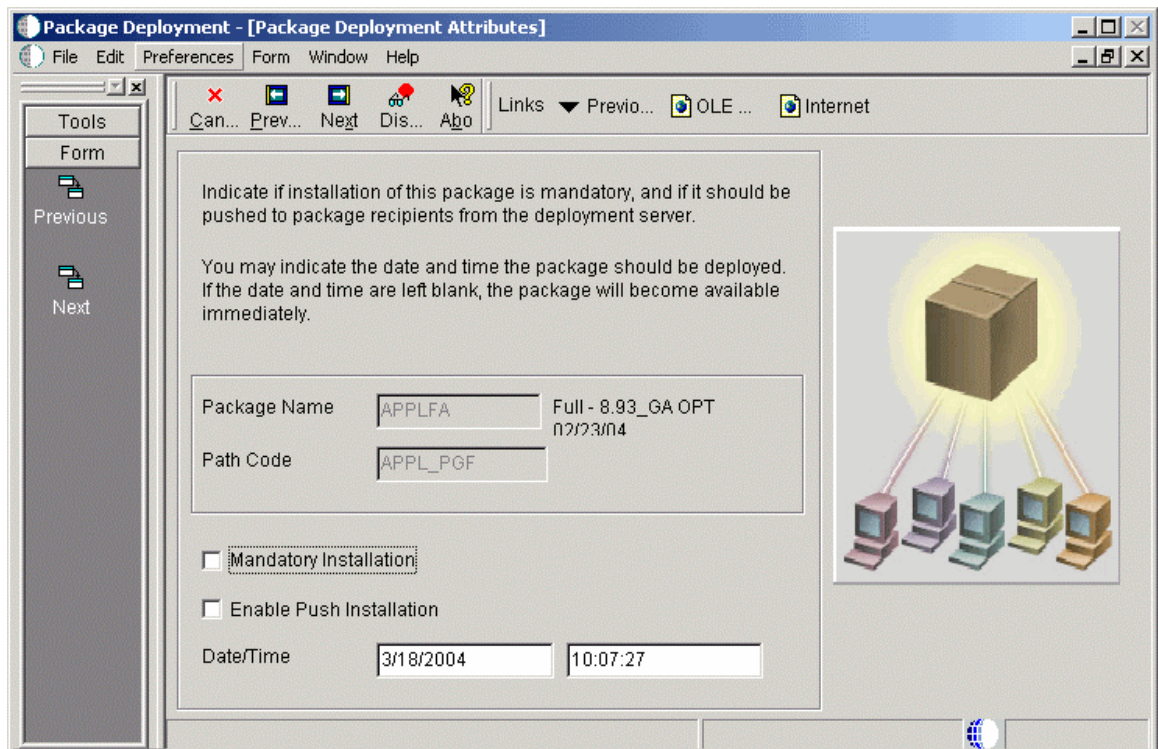 Package Deployment - [Package Deployment Attributes]
File Edit Preferences Form Window Help
Tools
Form
Previous
Next
Can... Prev... Next Dis... Abo Links Previo... OLE ... Internet
Indicate if installation of this package is mandatory, and if it should be
pushed to package recipients from the deployment server.
You may indicate the date and time the package should be deployed.
If the date and time are left blank, the package will become available
immediately.
Package Name APPLFA Full - 8.93_GA OPT
02/23/04
Path Code APPL_PGF
Mandatory Installation
Enable Push Installation
Date/Time 3/18/2004 10:07:27